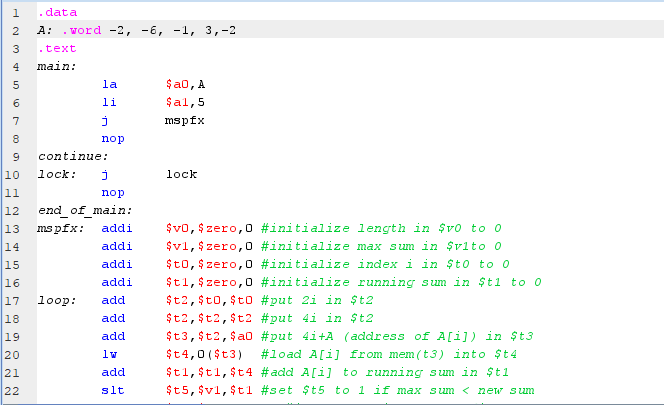 1 .data
2 A: .word -2, -6, -1, 3,-2
3 .text
4 main:
5 la $a0,A
6 li $a1,5
7 j mspfx
8 nop
9 continue:
10 lock: j lock
11 nop
12 end_of_main:
13 mspfx: addi $v0,$zero,0 #initialize length in $v0 to 0
14 addi $v1,$zero,0 #initialize max sum in $v1to 0
15 addi $t0,$zero,0 #initialize index i in $t0 to 0
16 addi $t1,$zero,0 #initialize running sum in $t1 to 0
17 loop: add $t2,$t0,$t0 #put 2i in $t2
18 add $t2,$t2,$t2 #put 4i in $t2
19 add $t3,$t2,$a0 #put 4i+A (address of A[i]) in $t3
20 lw $t4,0($t3) #load A[i] from mem(t3) into $t4
21 add $t1,$t1,$t4 #add A[i] to running sum in $t1
22 slt $t5,$v1,$t1 #set $t5 to 1 if max sum < new sum